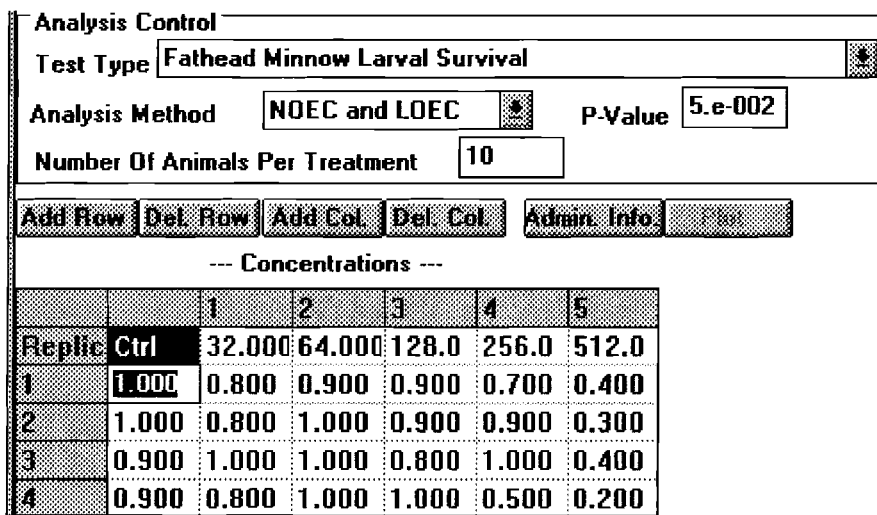 Analysis Control
Test Type Fathead Minnow Larval Survival
Analysis Method NOEC and LOEC P-Value 5.e-002
Number Of Animals Per Treatment 10
Add Row Del. Row Add Col. Del. Col. Admin. Info.
--- Concentrations ---
1 2 3 4 5
Replic Ctrl 32.000 64.000 128.0 256.0 512.0
1 1.000 0.800 0.900 0.900 0.700 0.400
2 1.000 0.800 1.000 0.900 0.900 0.300
3 0.900 1.000 1.000 0.800 1.000 0.400
4 0.900 0.800 1.000 1.000 0.500 0.200